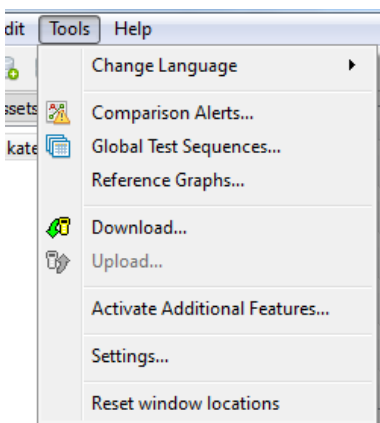 dit Tools Help
Change Language
ssets
Comparison Alerts...
kate
Global Test Sequences...
Reference Graphs...
Download...
Upload...
Activate Additional Features...
Settings...
Reset window locations